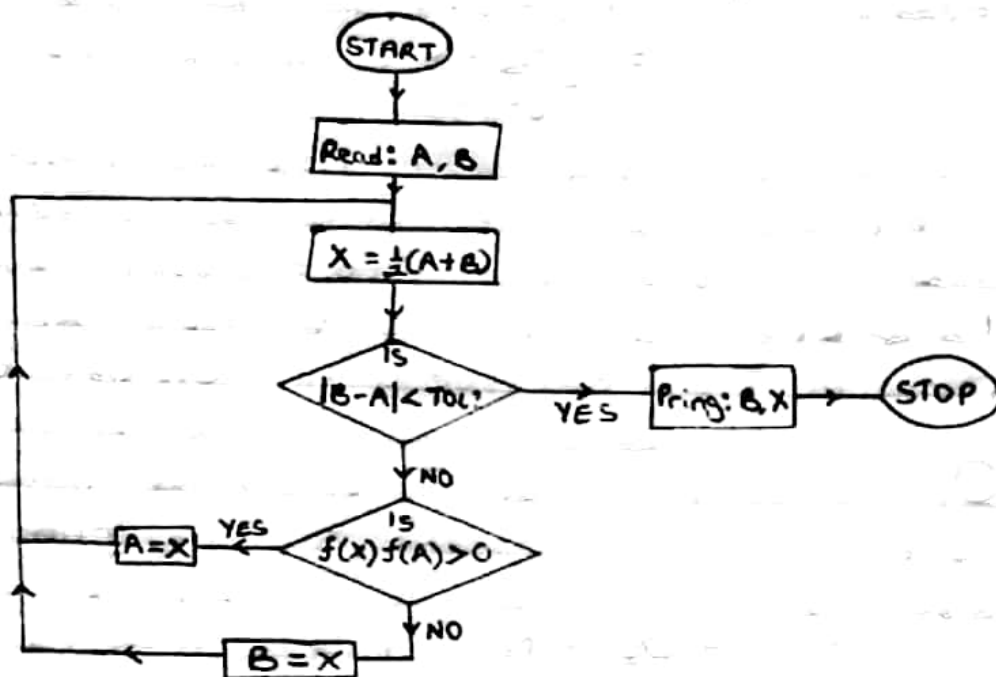 START
Read: A, B
X = ½(A+B)
Is
|B-A| < TOL?
YES
Pring: B, X
STOP
NO
Is
f(X) f(A) > 0
YES
A = X
NO
B = X